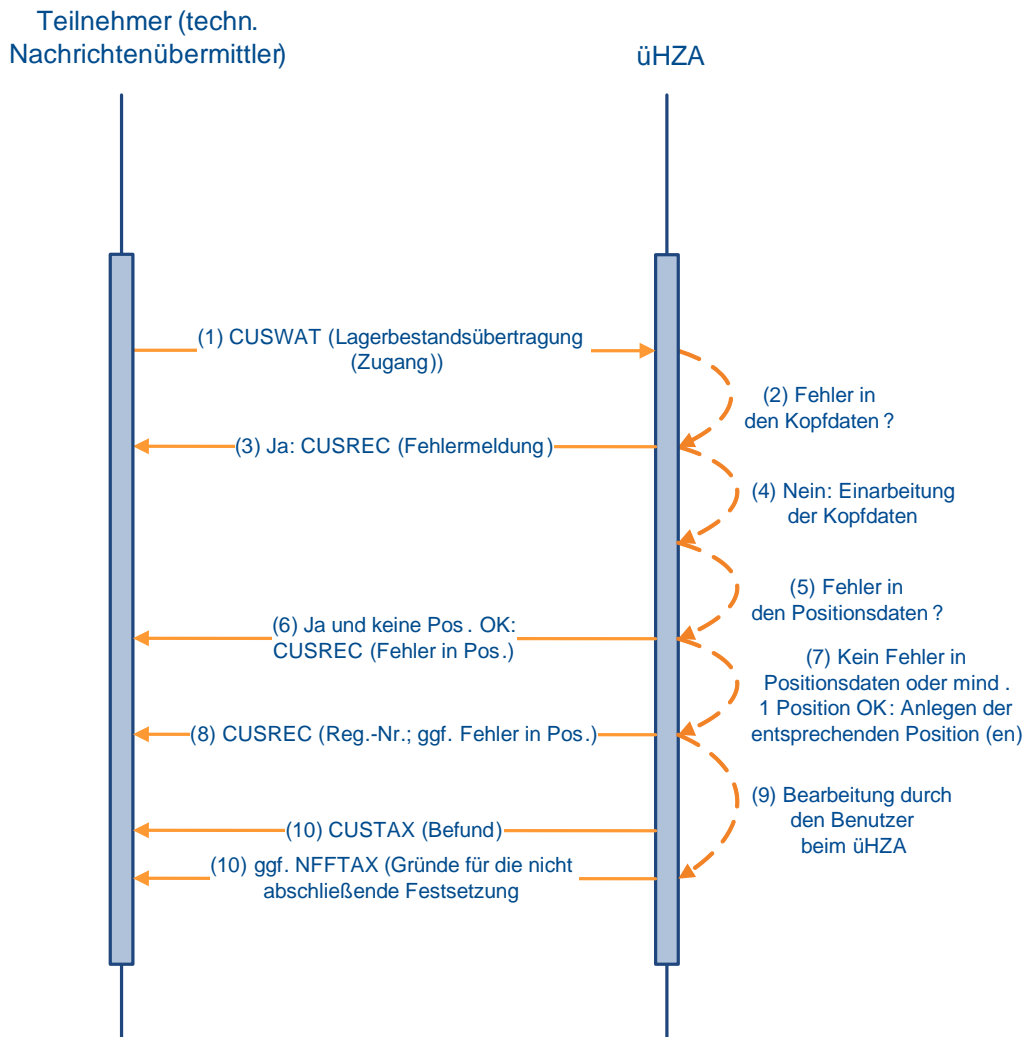 Teilnehmer (techn.
Nachrichtenübermittler)
üHZA
(1) CUSWAT (Lagerbestandsübertragung
(Zugang))
(2) Fehler in
den Kopfdaten ?
(3) Ja: CUSREC (Fehlermeldung)
(4) Nein: Einarbeitung
der Kopfdaten
(5) Fehler in
den Positionsdaten ?
(6) Ja und keine Pos. OK:
CUSREC (Fehler in Pos.)
(7) Kein Fehler in
Positionsdaten oder mind.
1 Position OK: Anlegen der
entsprechenden Position (en)
(8) CUSREC (Reg.-Nr.; ggf. Fehler in Pos.)
(9) Bearbeitung durch
den Benutzer
beim üHZA
(10) CUSTAX (Befund)
(10) ggf. NFFTAX (Gründe für die nicht
abschließende Festsetzung